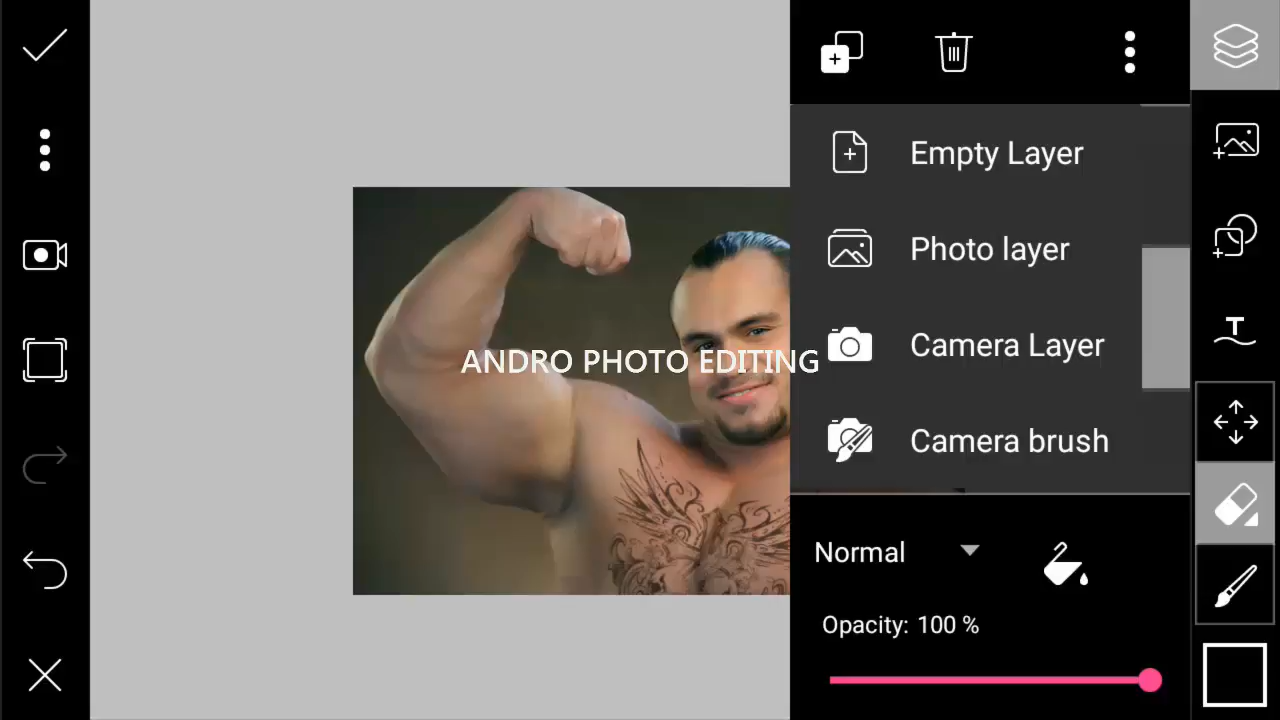 Empty Layer
Photo layer
Camera Layer
ANDRO PHOTO EDITING
Camera brush
Normal
Opacity: 100 %
T